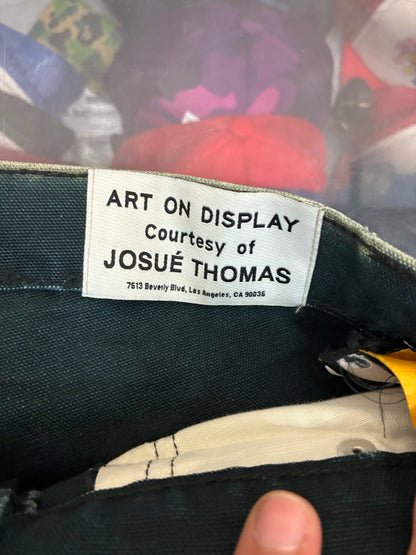 ART ON DISPLAY
Courtesy of
JOSUÉ THOMAS
7613 Beverly Blvd, Los Angeles, CA 90036